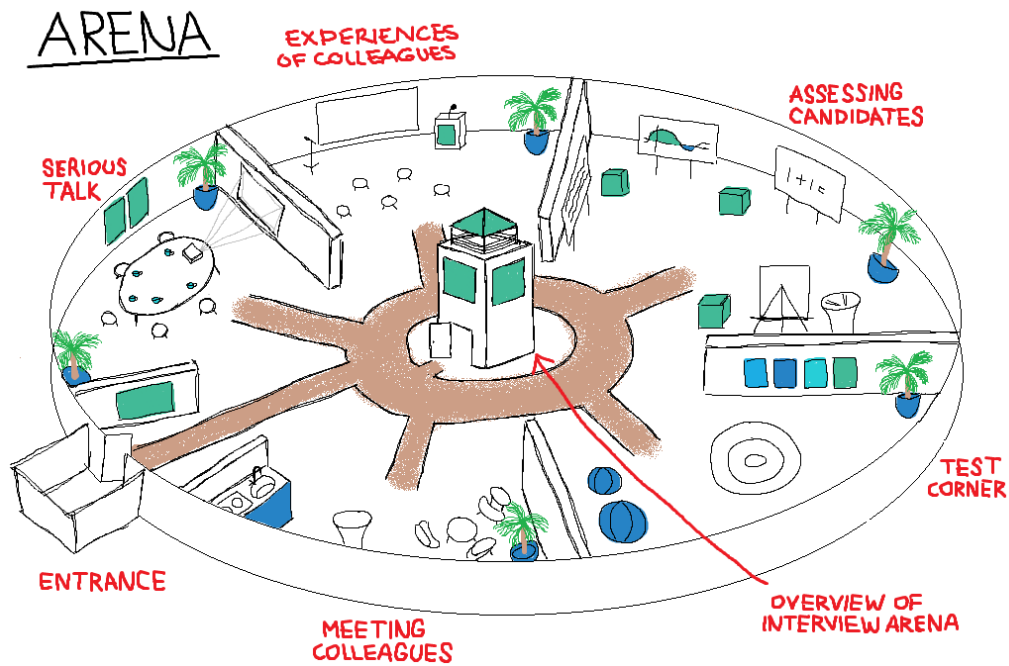 ARENA
EXPERIENCES
OF COLLEAGUES
ASSESSING
CANDIDATES
SERIOUS
TALK
1+1=
TEST
CORNER
ENTRANCE
OVERVIEW OF
INTERVIEW ARENA
MEETING
COLLEAGUES